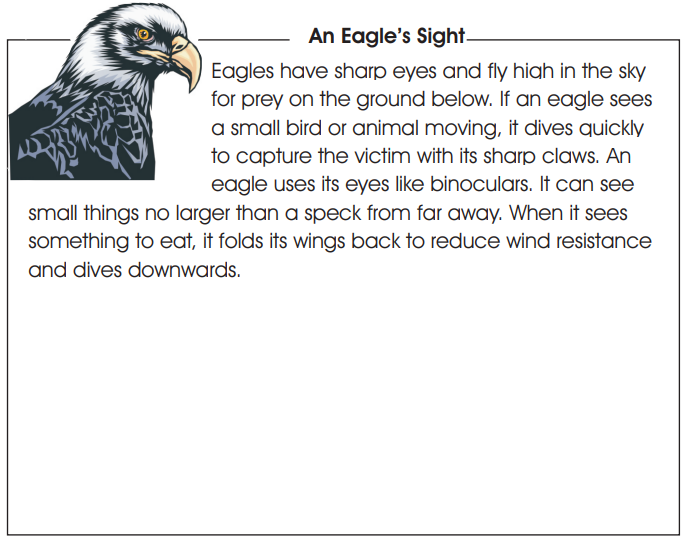 An Eagle's Sight
Eagles have sharp eyes and fly high in the sky
for prey on the ground below. If an eagle sees
a small bird or animal moving, it dives quickly
to capture the victim with its sharp claws. An
eagle uses its eyes like binoculars. It can see
small things no larger than a speck from far away. When it sees
something to eat, it folds its wings back to reduce wind resistance
and dives downwards.